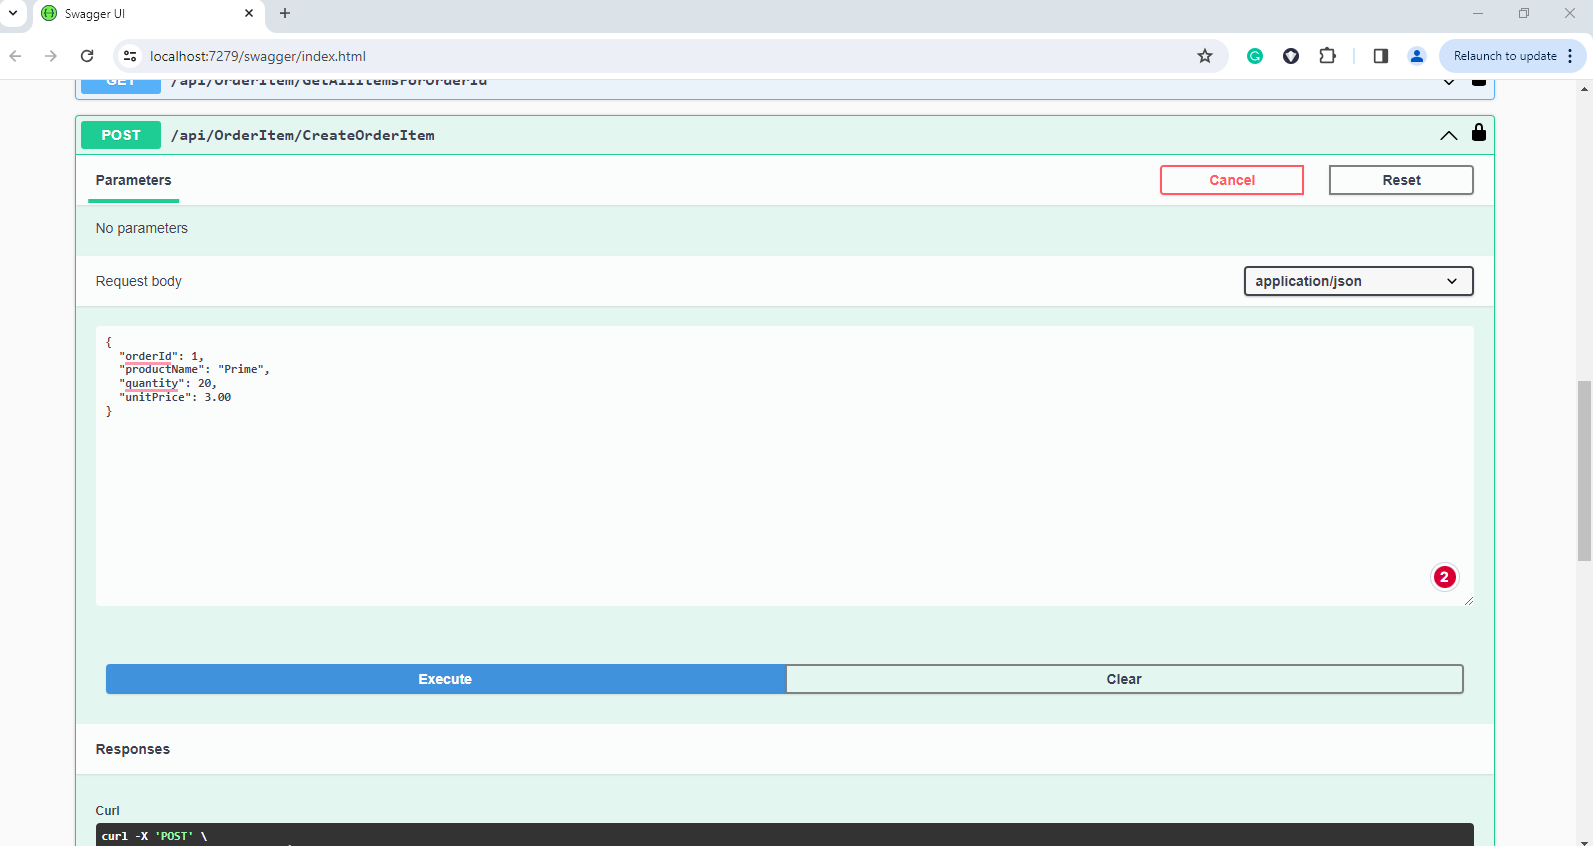 Swagger UI
localhost:7279/swagger/index.html
Relaunch to update
GET /api/OrderItem/GetAllItemsForOrderId
POST /api/OrderItem/CreateOrderItem
Parameters
Cancel
Reset
No parameters
Request body
application/json
{
"orderId": 1,
"productName": "Prime",
"quantity": 20,
"unitPrice": 3.00
}
2
Execute
Clear
Responses
Curl
curl -X 'POST' \